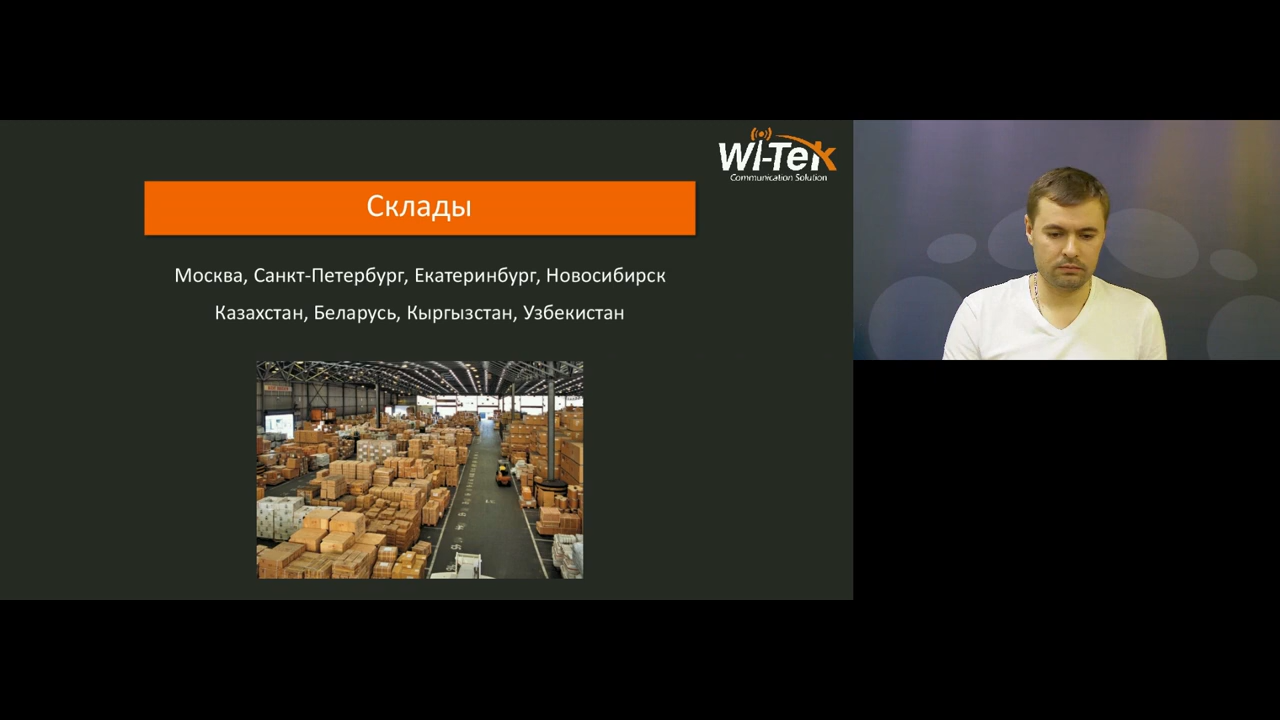 Wi-Tek
Communication Solution
Склады
Москва, Санкт-Петербург, Екатеринбург, Новосибирск
Казахстан, Беларусь, Кыргызстан, Узбекистан